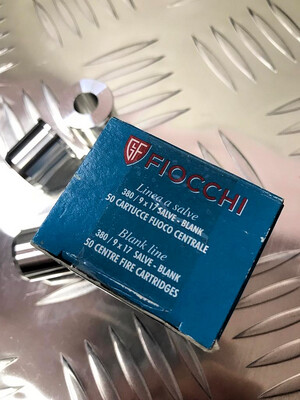 GFL
FIOCCHI
Linea a salve
380 / 9 x 17 SALVE - BLANK
50 CARTUCCE FUOCO CENTRALE
Blank line
380 / 9 x 17 SALVE - BLANK
50 CENTRE FIRE CARTRIDGES